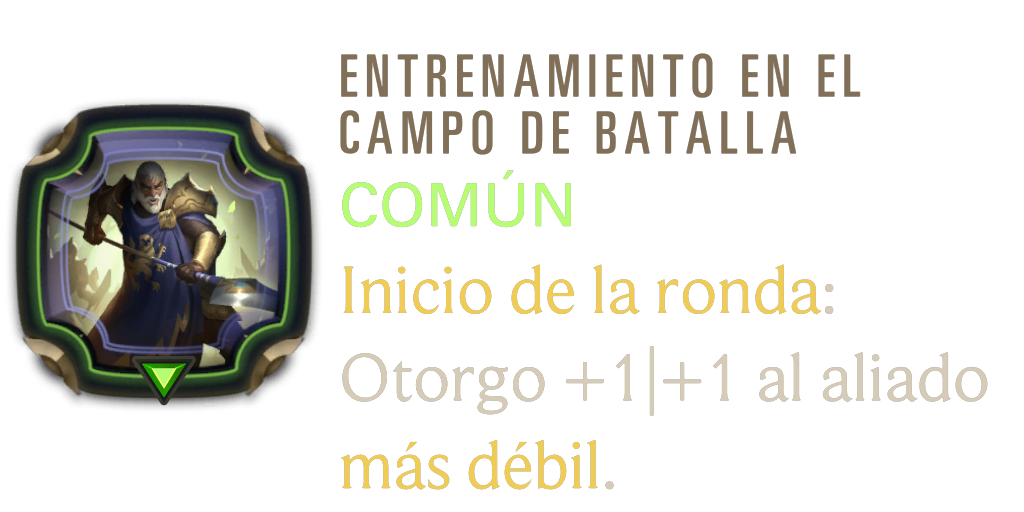 ENTRENAMIENTO EN EL
CAMPO DE BATALLA
COMÚN
Inicio de la ronda:
Otorgo +1|+1 al aliado
más débil.